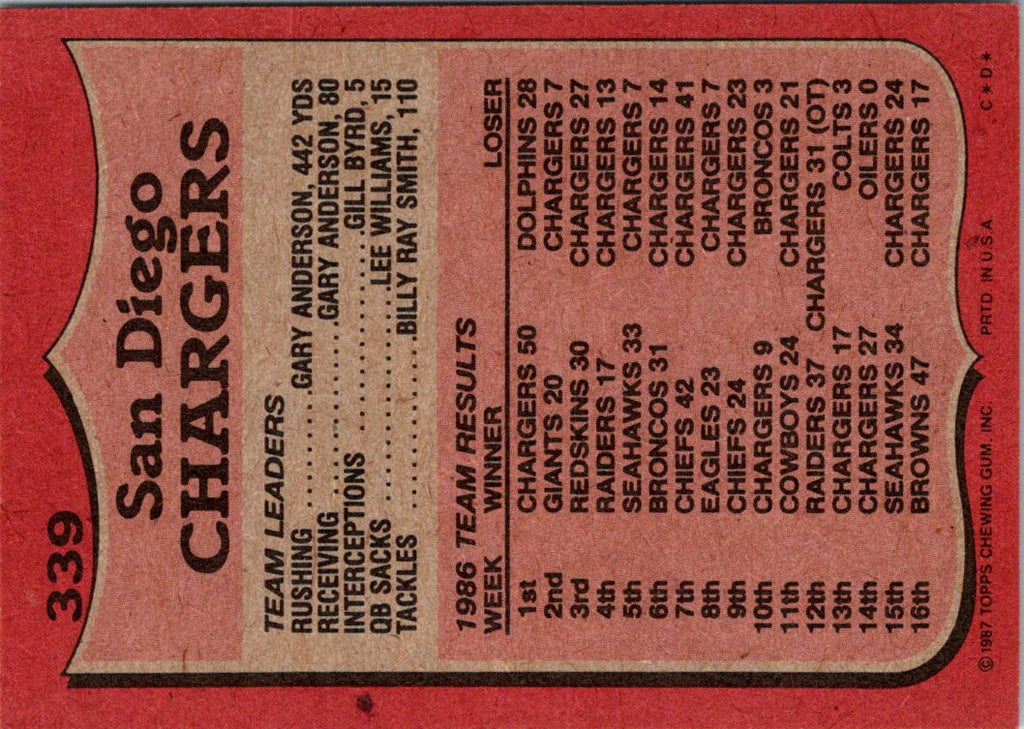 339
San Diego
CHARGERS
TEAM LEADERS
RUSHING ............GARY ANDERSON, 442 YDS
RECEIVING ..................GARY ANDERSON, 80
INTERCEPTIONS ......................GILL BYRD, 5
QB SACKS ....................LEE WILLIAMS, 15
TACKLES ................BILLY RAY SMITH, 110
1986 TEAM RESULTS
WEEK WINNER LOSER
1st CHARGERS 50 DOLPHINS 28
2nd GIANTS 20 CHARGERS 7
3rd REDSKINS 30 CHARGERS 27
4th RAIDERS 17 CHARGERS 13
5th SEAHAWKS 33 CHARGERS 7
6th BRONCOS 31 CHARGERS 14
7th CHIEFS 42 CHARGERS 41
8th EAGLES 23 CHARGERS 7
9th CHIEFS 24 CHARGERS 23
10th CHARGERS 9 BRONCOS 3
11th COWBOYS 24 CHARGERS 21
12th RAIDERS 37 CHARGERS 31 (OT)
13th CHARGERS 17 COLTS 3
14th CHARGERS 27 OILERS 0
15th SEAHAWKS 34 CHARGERS 24
16th BROWNS 47 CHARGERS 17
© 1987 TOPPS CHEWING GUM, INC. PRTD. IN U.S.A. C * D *